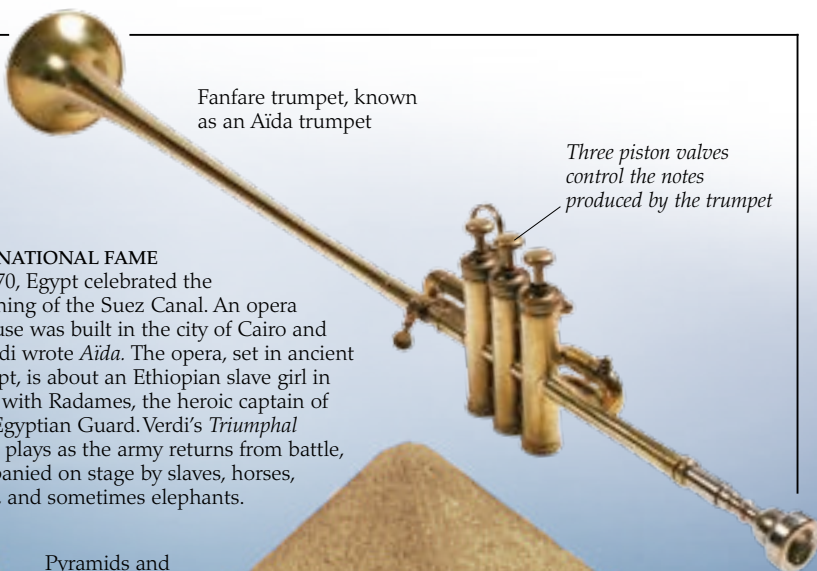 Fanfare trumpet, known
as an Aïda trumpet
Three piston valves
control the notes
produced by the trumpet
NATIONAL FAME
70, Egypt celebrated the
ning of the Suez Canal. An opera
use was built in the city of Cairo and
di wrote Aïda. The opera, set in ancient
pt, is about an Ethiopian slave girl in
with Radames, the heroic captain of
Egyptian Guard. Verdi's Triumphal
plays as the army returns from battle,
panied on stage by slaves, horses,
and sometimes elephants.
Pyramids and